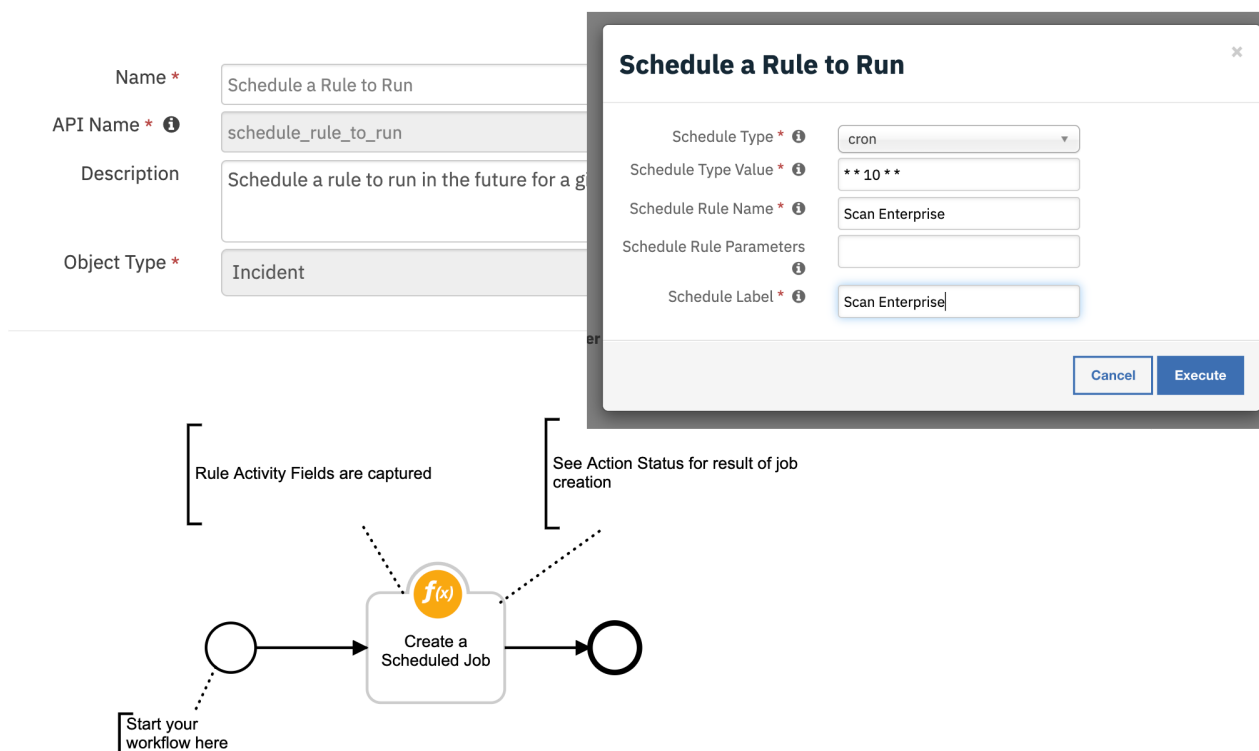 Name *
Schedule a Rule to Run
API Name *
schedule_rule_to_run
Description
Schedule a rule to run in the future for a gi
Object Type *
Incident
er
Schedule a Rule to Run
×
Schedule Type *
cron
Schedule Type Value *
* * 10 * *
Schedule Rule Name *
Scan Enterprise
Schedule Rule Parameters
Schedule Label *
Scan Enterprise
Cancel
Execute
Rule Activity Fields are captured
See Action Status for result of job
creation
f(x)
Create a
Scheduled Job
Start your
workflow here